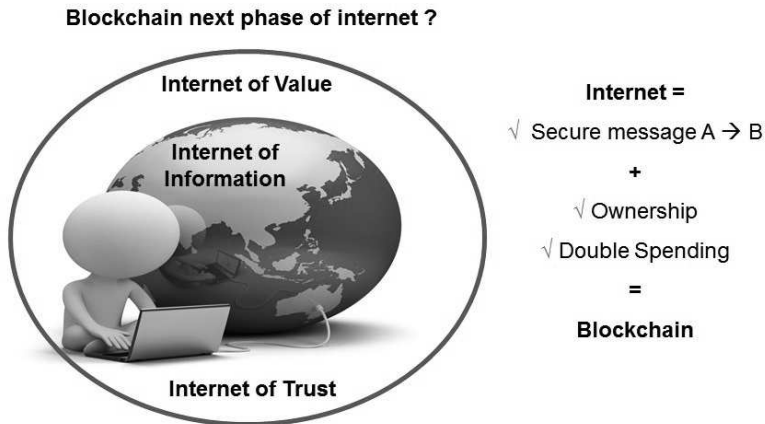 Blockchain next phase of internet ?
Internet of Value
Internet of
Information
Internet of Trust
Internet =
√ Secure message A → B
+
√ Ownership
√ Double Spending
=
Blockchain